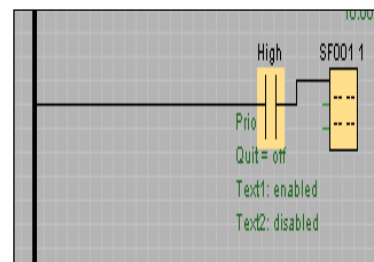 High SF001 1
Prio
Quit = off
Text1: enabled
Text2: disabled